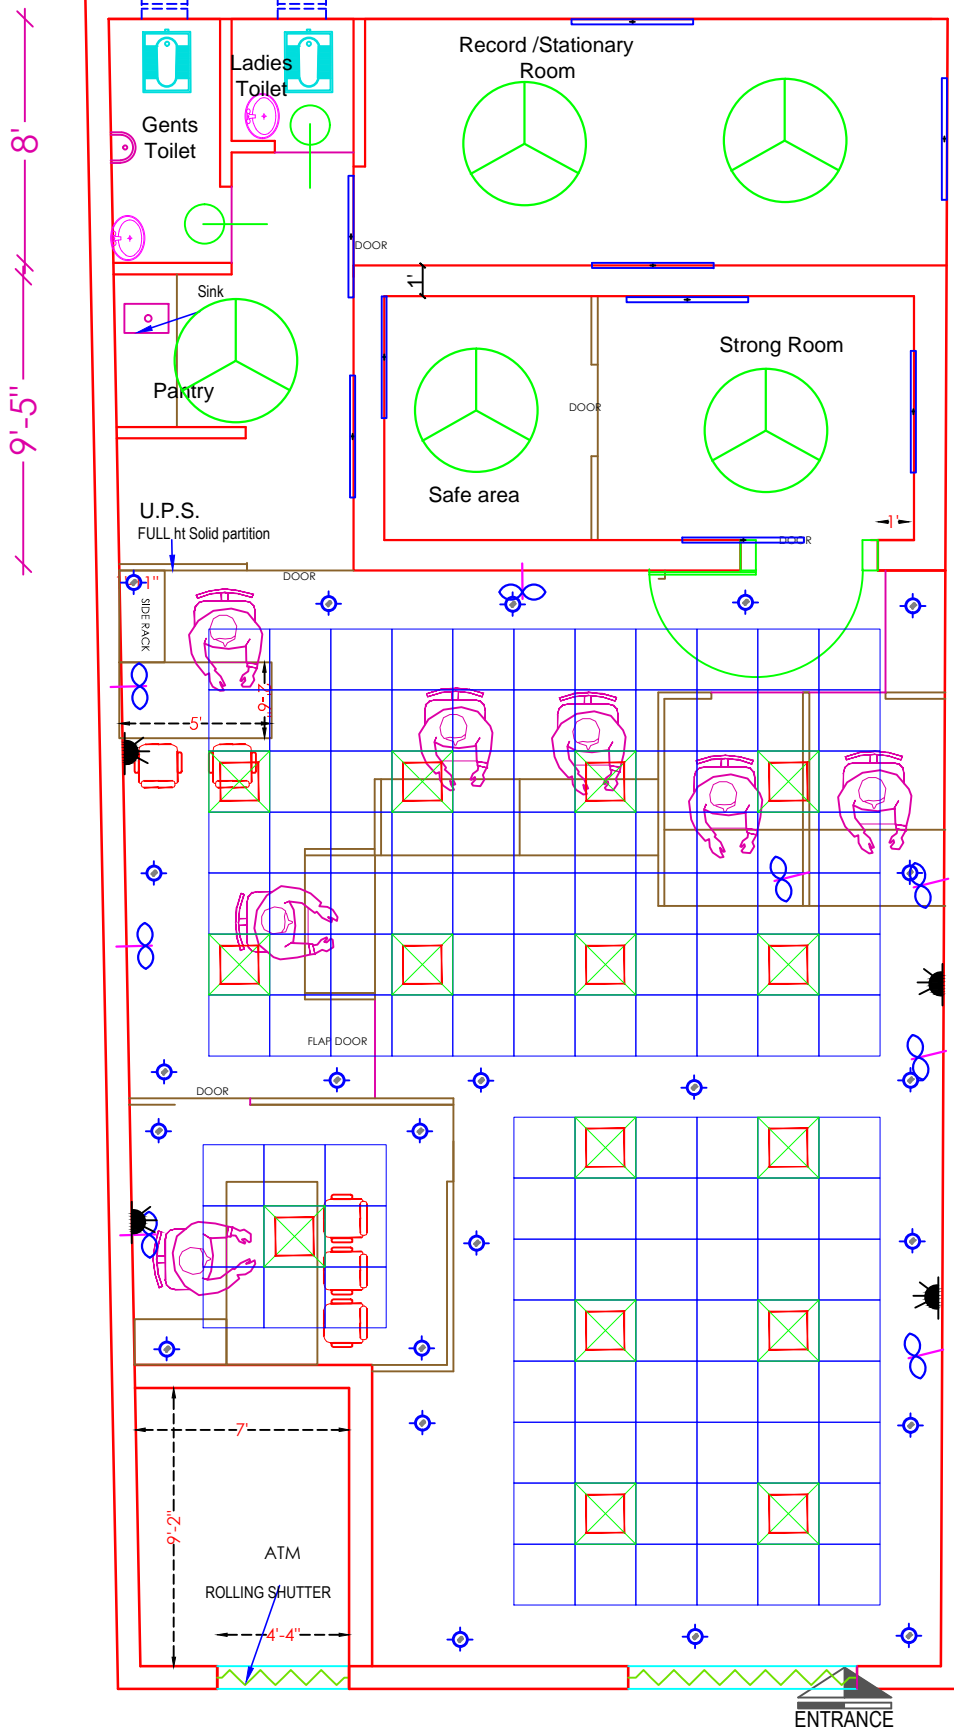 Record /Stationary
Room
Ladies
Toilet
Gents
Toilet
8'
DOOR
1'
Sink
Strong Room
Pantry
DOOR
9'-5"
Safe area
U.P.S.
FULL ht Solid partition
1'
DOOR
DOOR
1"
SIDE RACK
2'-6"
5'
FLAP DOOR
DOOR
7'
9'-2"
ATM
ROLLING SHUTTER
4'-4"
ENTRANCE